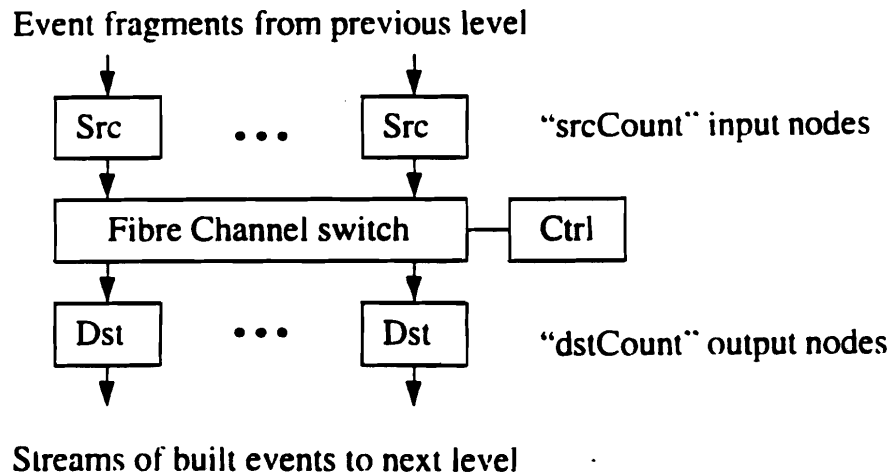 Event fragments from previous level
Src ... Src "srcCount" input nodes
Fibre Channel switch Ctrl
Dst ... Dst "dstCount" output nodes
Streams of built events to next level